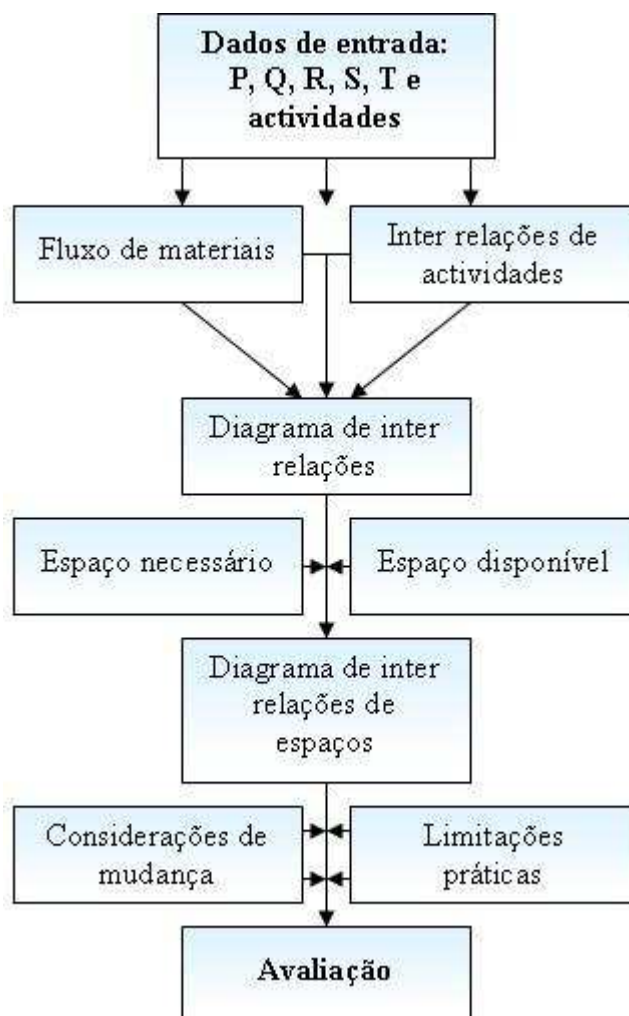 Dados de entrada:
P, Q, R, S, T e
actividades
Fluxo de materiais
Inter relações de
actividades
Diagrama de inter
relações
Espaço necessário
Espaço disponível
Diagrama de inter
relações de
espaços
Considerações de
mudança
Limitações
práticas
Avaliação